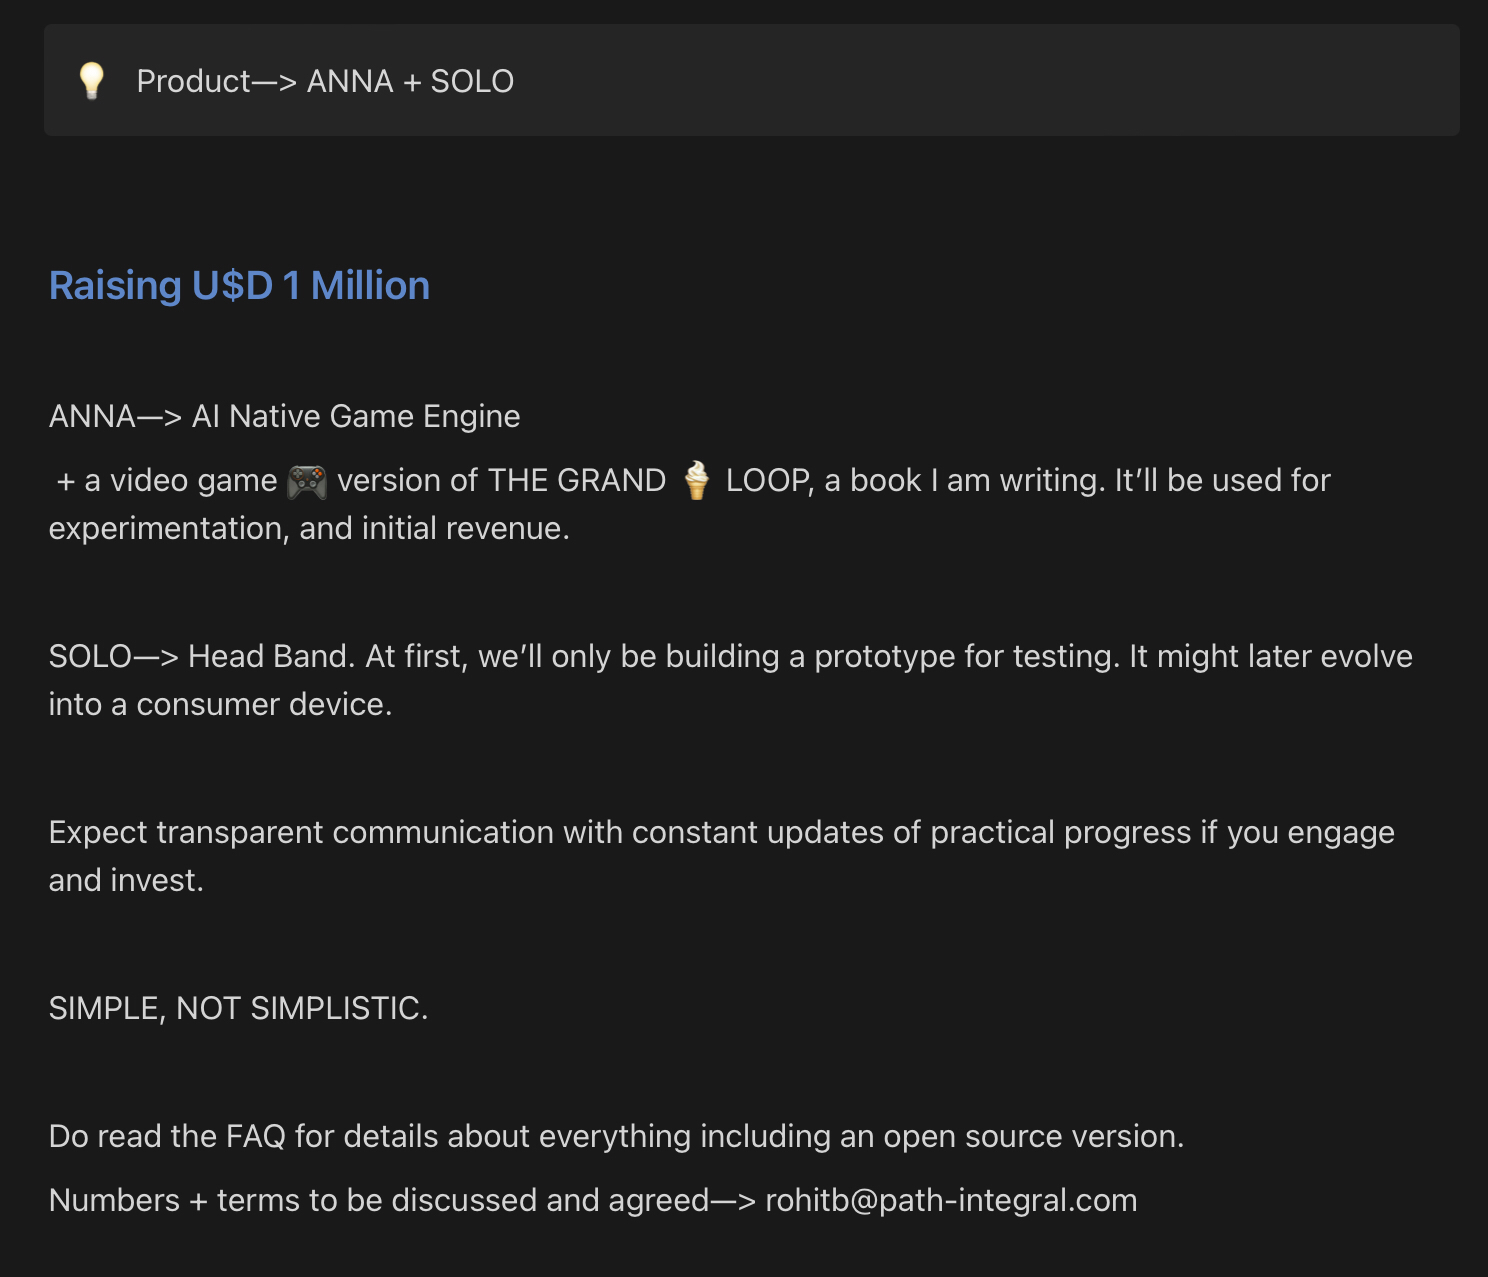 💡 Product—> ANNA + SOLO
Raising U$D 1 Million
ANNA—> AI Native Game Engine
+ a video game 🎮 version of THE GRAND 🍦 LOOP, a book I am writing. It’ll be used for
experimentation, and initial revenue.
SOLO—> Head Band. At first, we’ll only be building a prototype for testing. It might later evolve
into a consumer device.
Expect transparent communication with constant updates of practical progress if you engage
and invest.
SIMPLE, NOT SIMPLISTIC.
Do read the FAQ for details about everything including an open source version.
Numbers + terms to be discussed and agreed—> rohitb@path-integral.com